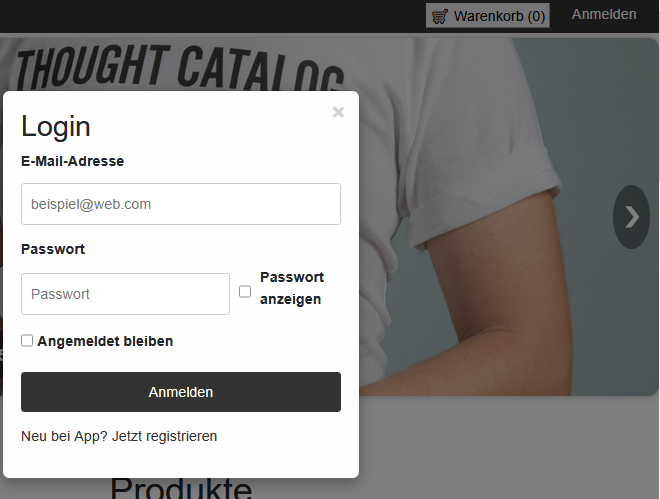 Warenkorb (0) Anmelden
THOUGHT CATALOG
×
Login
E-Mail-Adresse
beispiel@web.com
Passwort
Passwort
Passwort
anzeigen
Angemeldet bleiben
Anmelden
Neu bei App? Jetzt registrieren
Produkte